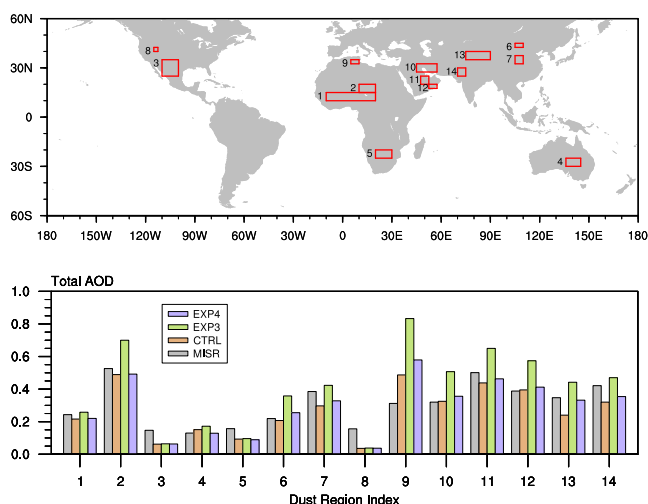 60N
30N
0
30S
60S
8
3
9
2
1
5
10
11
12
14
13
6
7
4
180 150W 120W 90W 60W 30W 0 30E 60E 90E 120E 150E 180
Total AOD
1.0
0.8
0.6
0.4
0.2
0.0
EXP4
EXP3
CTRL
MISR
1 2 3 4 5 6 7 8 9 10 11 12 13 14
Dust Region Index